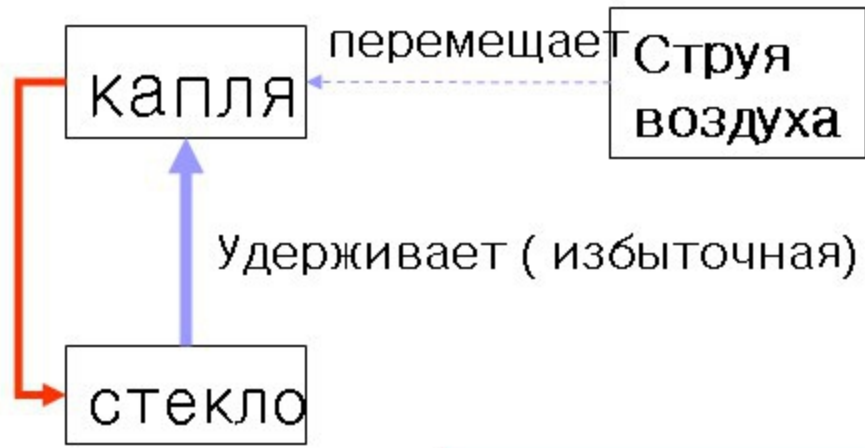 перемещает
капля
Струя
воздуха
Удерживает ( избыточная)
стекло